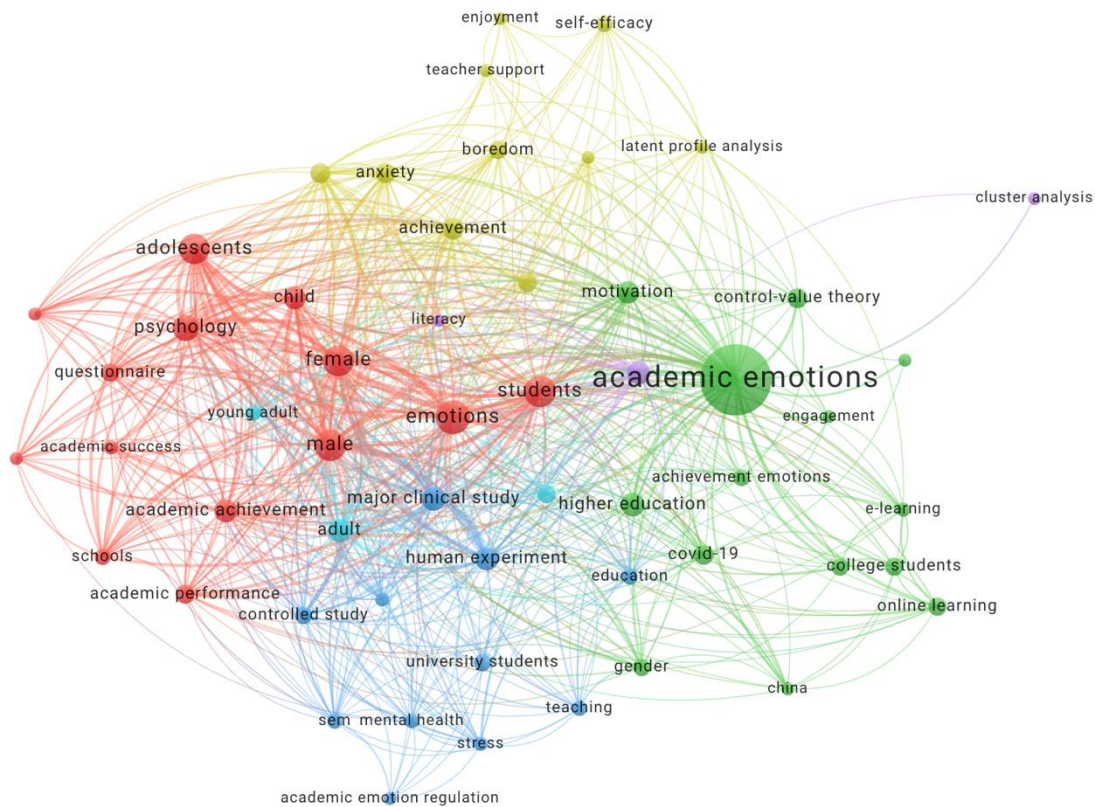 enjoyment
self-efficacy
teacher support
boredom
latent profile analysis
anxiety
cluster analysis
achievement
adolescents
motivation
control-value theory
child
literacy
psychology
female
questionnaire
students
academic emotions
young adult
emotions
engagement
academic success
male
achievement emotions
major clinical study
higher education
academic achievement
e-learning
adult
schools
human experiment
covid-19
college students
education
academic performance
controlled study
online learning
university students
gender
china
teaching
sem
mental health
stress
academic emotion regulation